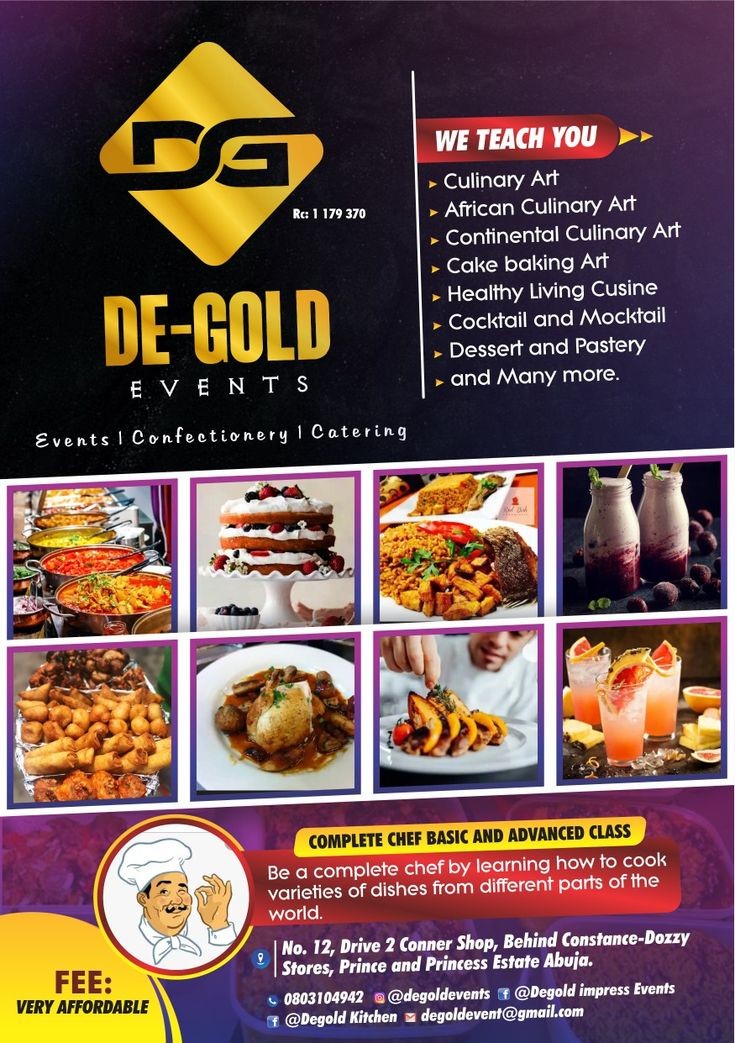 DG
Rc: 1 179 370
DE-GOLD
EVENTS
Events | Confectionery | Catering
WE TEACH YOU
Culinary Art
African Culinary Art
Continental Culinary Art
Cake baking Art
Healthy Living Cusine
Cocktail and Mocktail
Dessert and Pastery
and Many more.
COMPLETE CHEF BASIC AND ADVANCED CLASS
Be a complete chef by learning how to cook
varieties of dishes from different parts of the
world.
No. 12, Drive 2 Conner Shop, Behind Constance-Dozzy
Stores, Prince and Princess Estate Abuja.
FEE:
VERY AFFORDABLE
0803104942 @degoldevents @Degold impress Events
@Degold Kitchen degoldevent@gmail.com